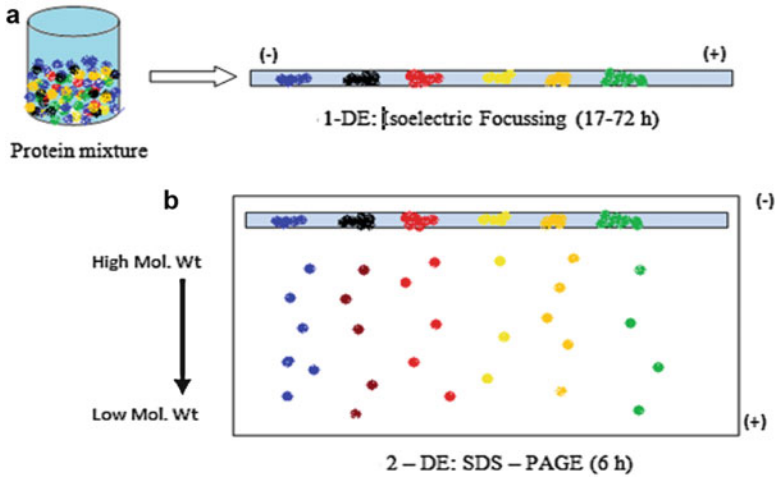 a
(-)
(+)
1-DE: Isoelectric Focussing (17-72 h)
Protein mixture
b
(-)
High Mol. Wt
Low Mol. Wt
(+)
2 – DE: SDS – PAGE (6 h)